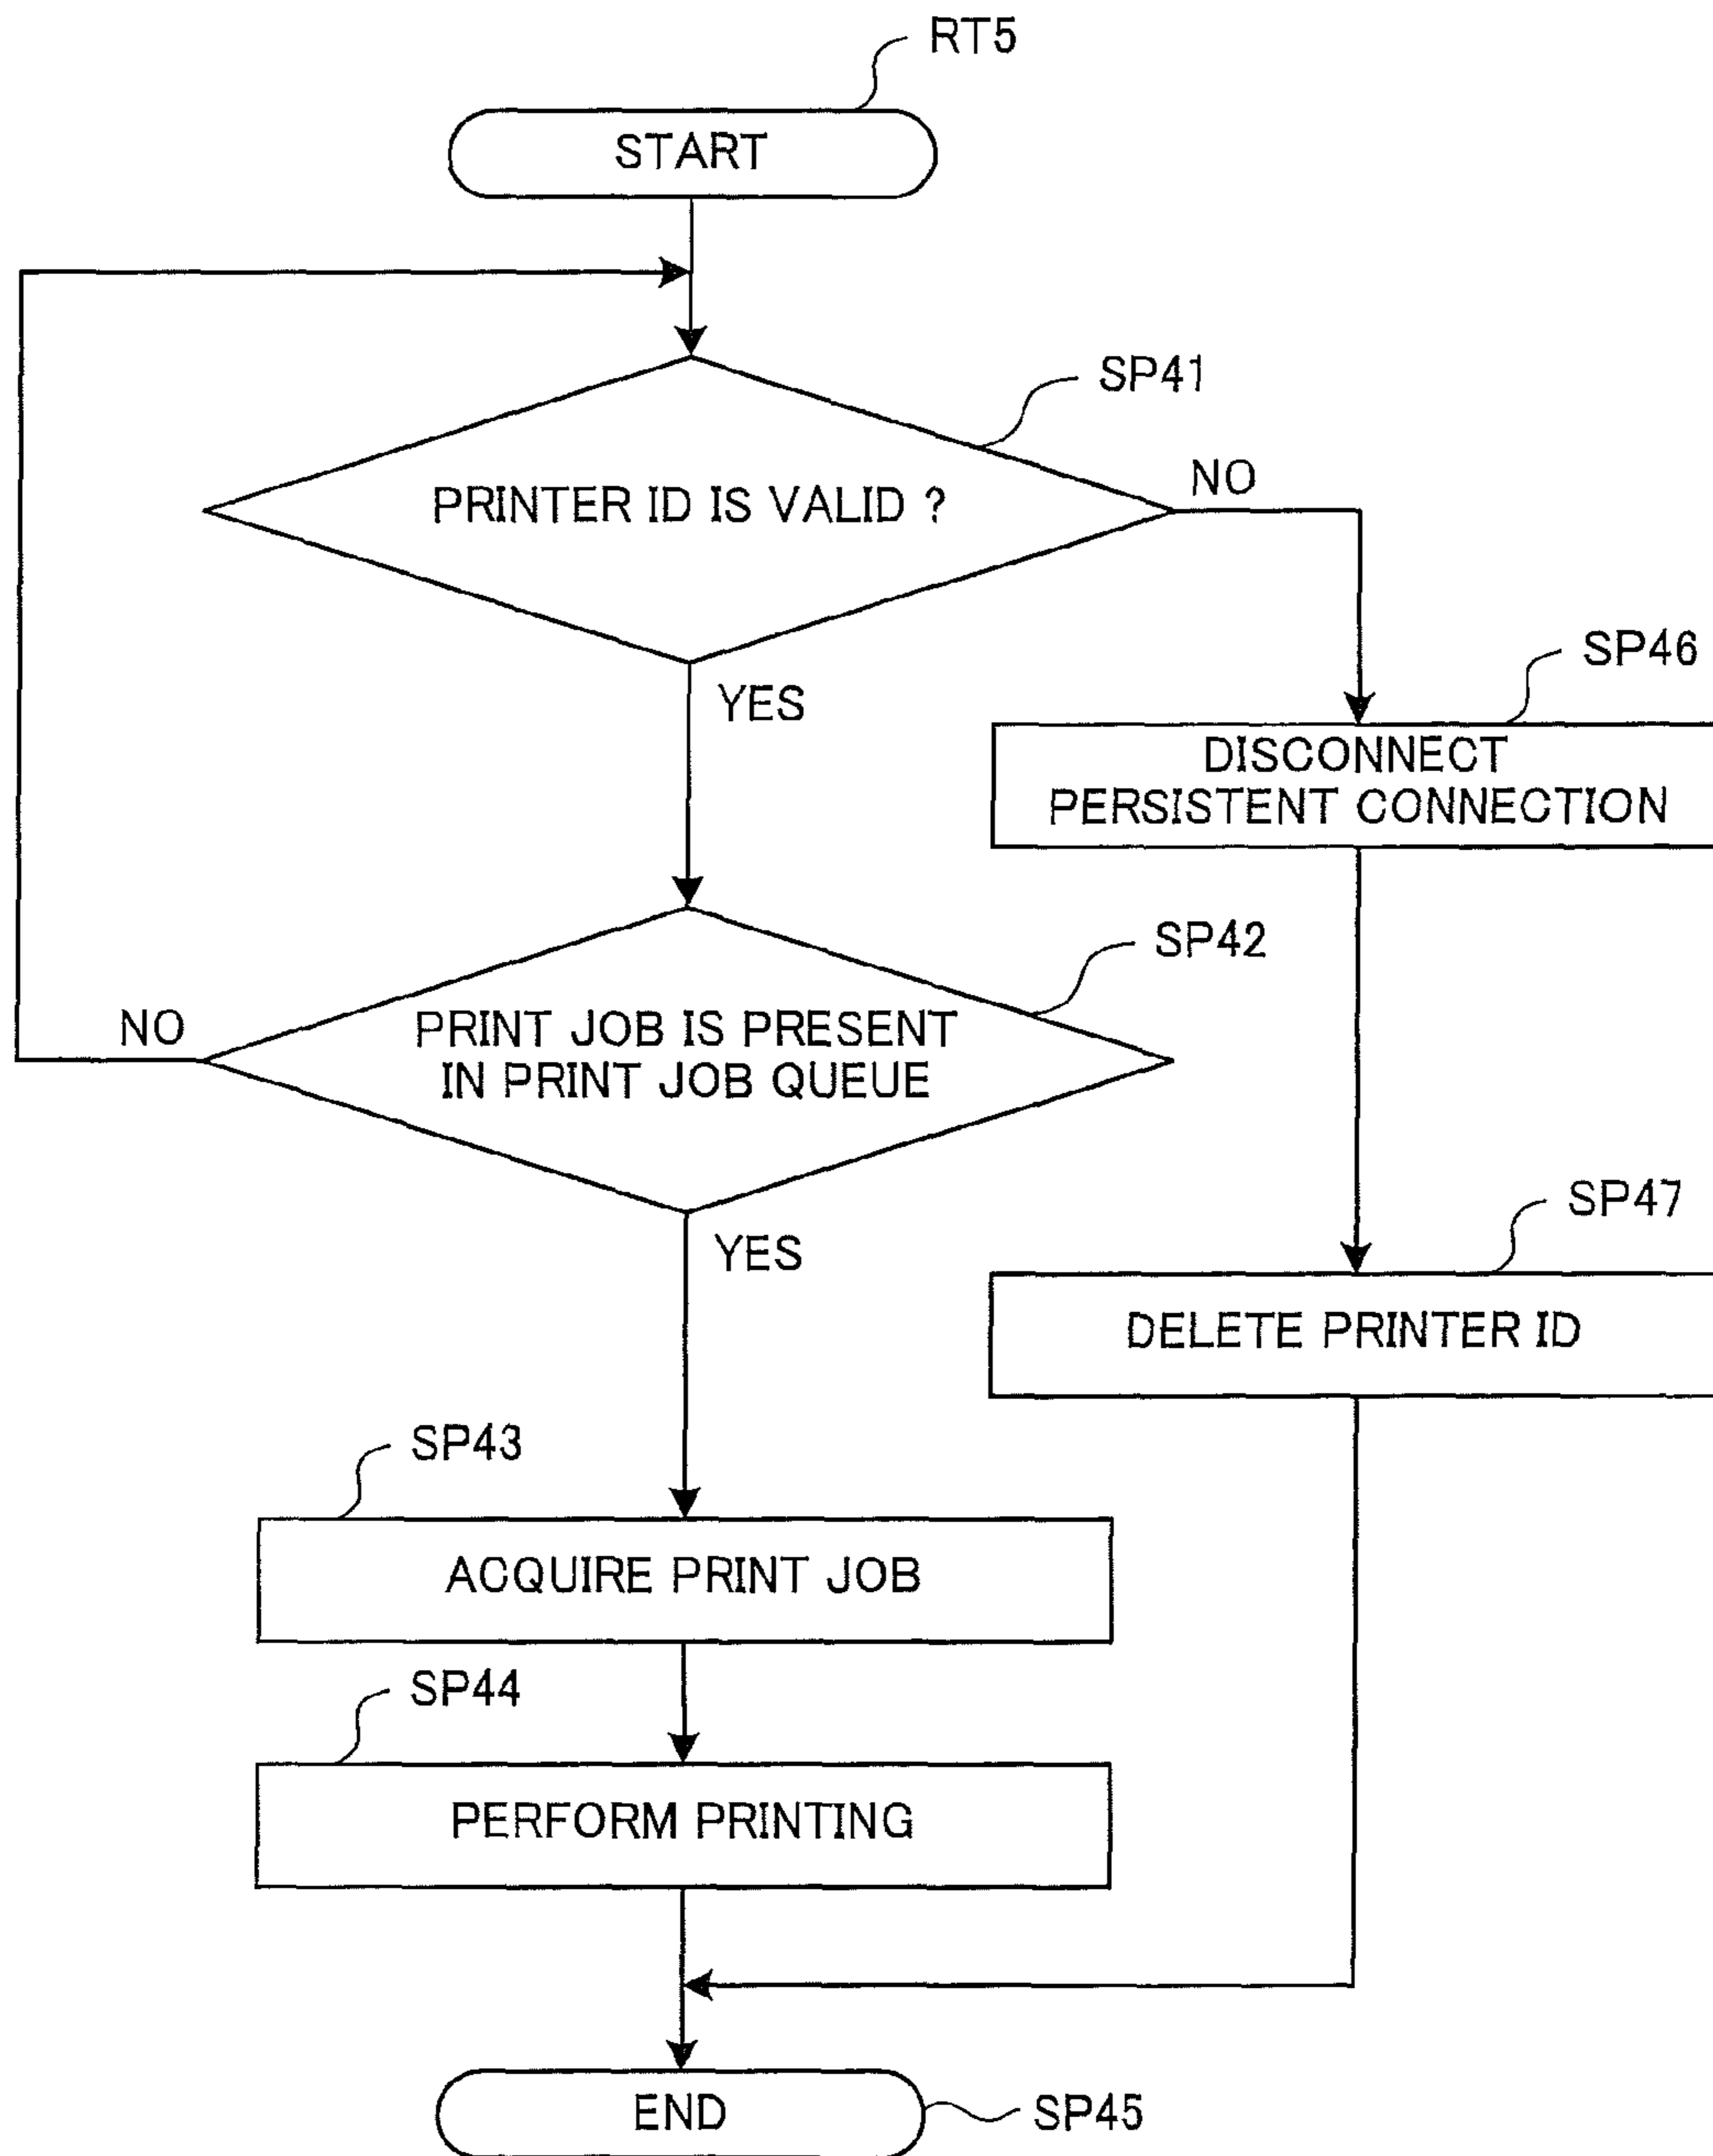 RT5
START
SP41
PRINTER ID IS VALID ?
NO
YES
SP46
DISCONNECT
PERSISTENT CONNECTION
SP42
NO
PRINT JOB IS PRESENT
IN PRINT JOB QUEUE
YES
SP47
DELETE PRINTER ID
SP43
ACQUIRE PRINT JOB
SP44
PERFORM PRINTING
END
SP45